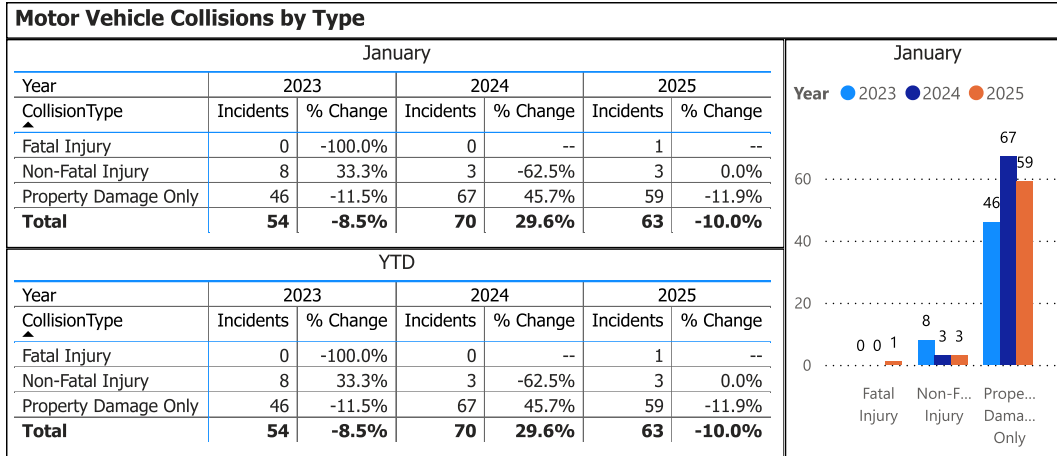 Motor Vehicle Collisions by Type
January
Year 2023 2024 2025
CollisionType Incidents % Change Incidents % Change Incidents % Change
Fatal Injury 0 -100.0% 0 -- 1 --
Non-Fatal Injury 8 33.3% 3 -62.5% 3 0.0%
Property Damage Only 46 -11.5% 67 45.7% 59 -11.9%
Total 54 -8.5% 70 29.6% 63 -10.0%
YTD
Year 2023 2024 2025
CollisionType Incidents % Change Incidents % Change Incidents % Change
Fatal Injury 0 -100.0% 0 -- 1 --
Non-Fatal Injury 8 33.3% 3 -62.5% 3 0.0%
Property Damage Only 46 -11.5% 67 45.7% 59 -11.9%
Total 54 -8.5% 70 29.6% 63 -10.0%
January
Year 2023 2024 2025
67
59
60
46
40
20
8
0 0 1 3 3
0
Fatal Non-F... Prope...
Injury Injury Dama...
Only